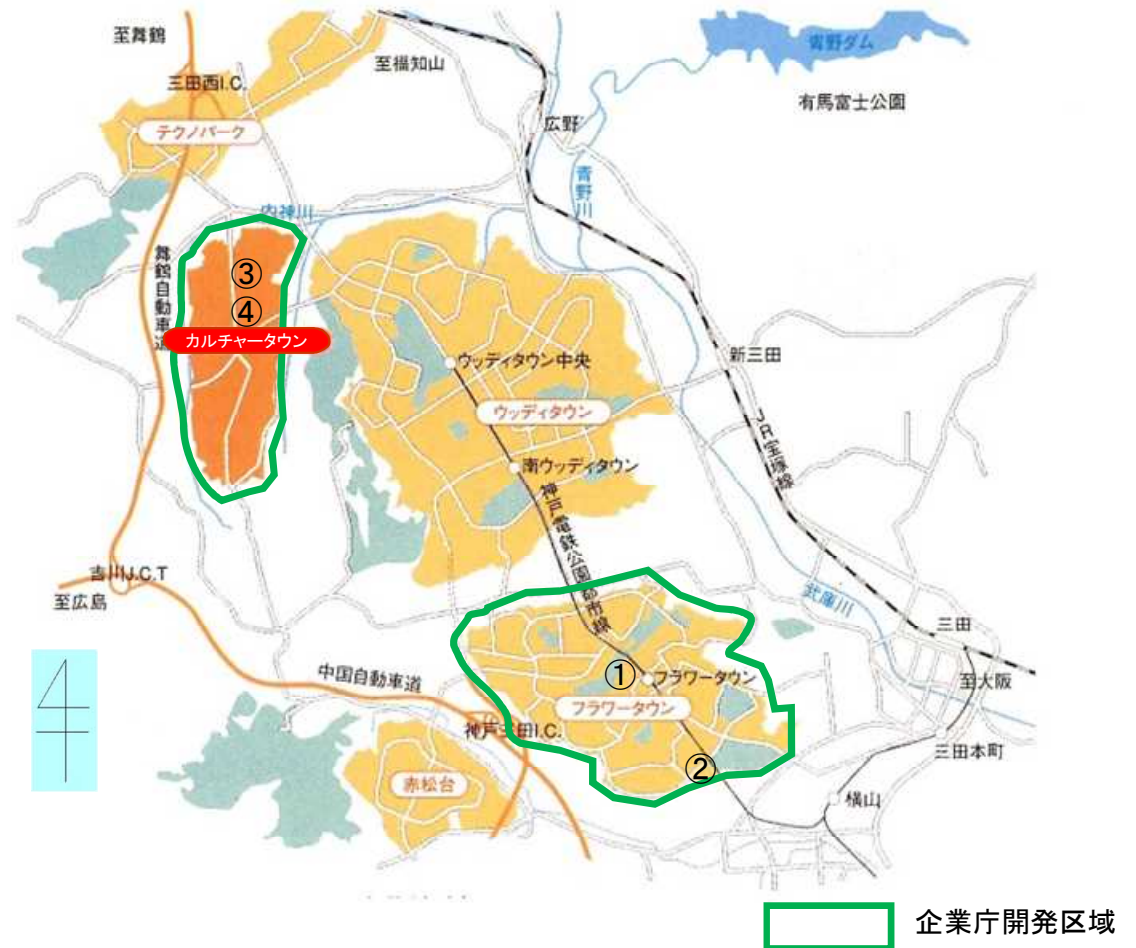 至舞鶴
至福知山
青野ダム
三田西I.C.
有馬富士公園
テクノパーク
広野
青野川
内神川
舞鶴自動車道
③
④
カルチャータウン
ウッディタウン中央
新三田
ウッディタウン
JR宝塚線
南ウッディタウン
神戸電鉄公園都市線
吉川J.C.T
至広島
武庫川
三田
中国自動車道
①
フラワータウン
至大阪
フラワータウン
神戸三田I.C.
三田本町
②
赤松台
横山
企業庁開発区域